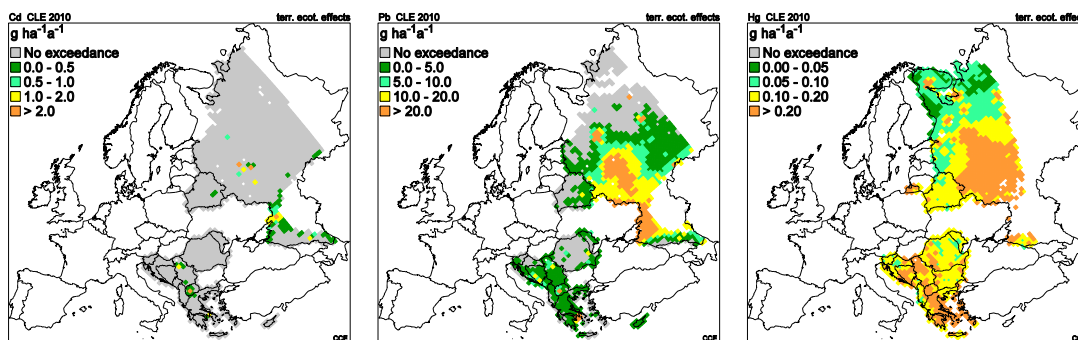 Cd CLE 2010 terr. ecot. effects
g ha⁻¹a⁻¹
No exceedance
0.0 - 0.5
0.5 - 1.0
1.0 - 2.0
> 2.0
CCE
Pb CLE 2010 terr. ecot. effects
g ha⁻¹a⁻¹
No exceedance
0.0 - 5.0
5.0 - 10.0
10.0 - 20.0
> 20.0
CCE
Hg CLE 2010 terr. ecot. effects
g ha⁻¹a⁻¹
No exceedance
0.00 - 0.05
0.05 - 0.10
0.10 - 0.20
> 0.20